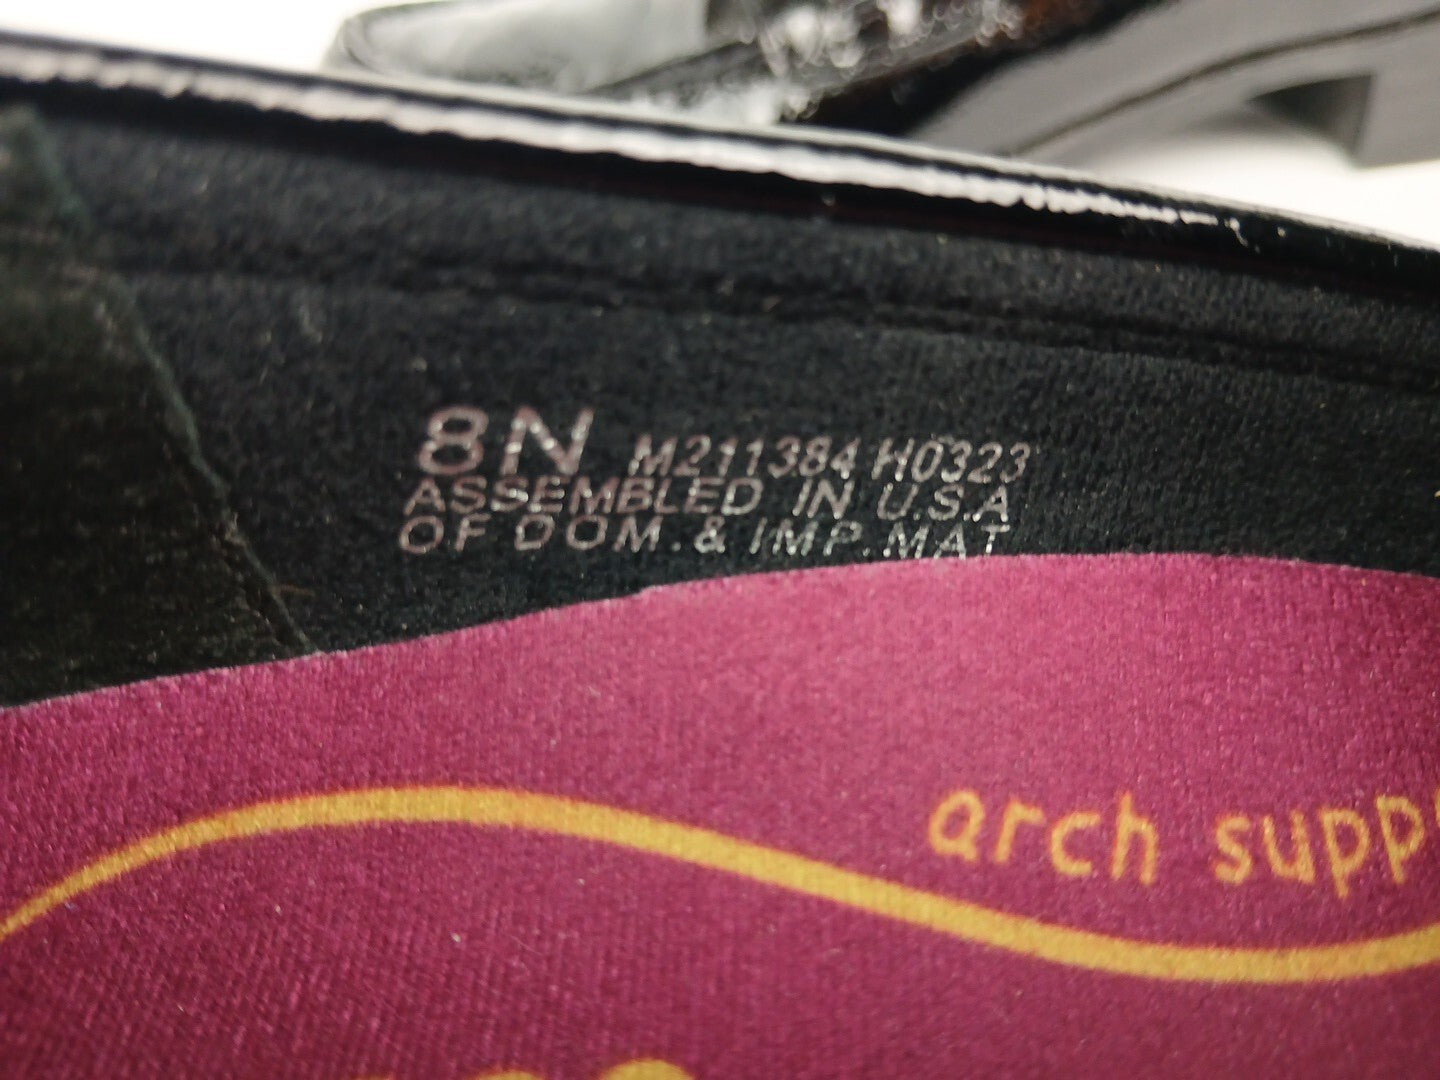 8N M211384 H0323
ASSEMBLED IN U.S.A
OF DOM. & IMP. MAT
arch supp